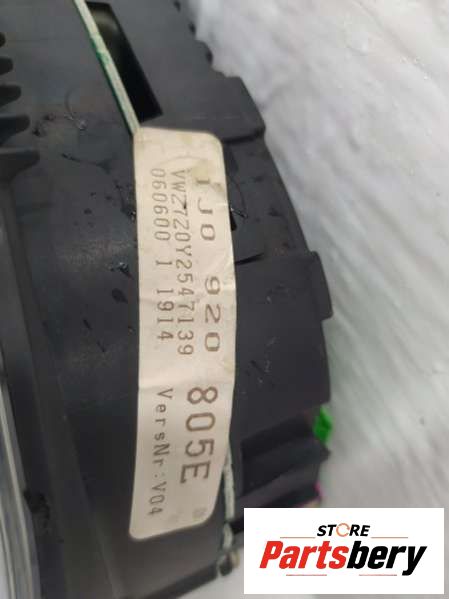 1J0 920 805E
VWZ7Z0Y2547139
060600 1 1914 VersNr:V04
STORE
Partsbery